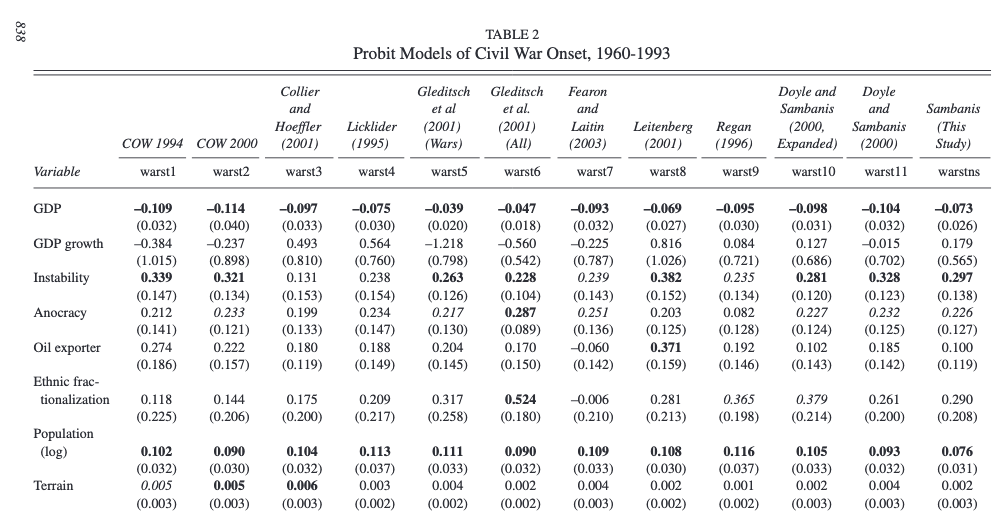 838
TABLE 2
Probit Models of Civil War Onset, 1960-1993
Collier Gleditsch Gleditsch Fearon Doyle and Doyle
and et al et al. and Sambanis and Sambanis
Hoeffler Licklider (2001) (2001) Laitin Leitenberg Regan (2000, Sambanis (This
COW 1994 COW 2000 (2001) (1995) (Wars) (All) (2003) (2001) (1996) Expanded) (2000) Study)
Variable warst1 warst2 warst3 warst4 warst5 warst6 warst7 warst8 warst9 warst10 warst11 warstns
GDP –0.109 –0.114 –0.097 –0.075 –0.039 –0.047 –0.093 –0.069 –0.095 –0.098 –0.104 –0.073
(0.032) (0.040) (0.033) (0.030) (0.020) (0.018) (0.032) (0.027) (0.030) (0.031) (0.032) (0.026)
GDP growth –0.384 –0.237 0.493 0.564 –1.218 –0.560 –0.225 0.816 0.084 0.127 –0.015 0.179
(1.015) (0.898) (0.810) (0.760) (0.798) (0.542) (0.787) (1.026) (0.721) (0.686) (0.702) (0.565)
Instability 0.339 0.321 0.131 0.238 0.263 0.228 0.239 0.382 0.235 0.281 0.328 0.297
(0.147) (0.134) (0.153) (0.154) (0.126) (0.104) (0.143) (0.152) (0.134) (0.120) (0.123) (0.138)
Anocracy 0.212 0.233 0.199 0.234 0.217 0.287 0.251 0.203 0.082 0.227 0.232 0.226
(0.141) (0.121) (0.133) (0.147) (0.130) (0.089) (0.136) (0.125) (0.128) (0.124) (0.125) (0.127)
Oil exporter 0.274 0.222 0.180 0.188 0.204 0.170 –0.060 0.371 0.192 0.102 0.185 0.100
(0.186) (0.157) (0.119) (0.149) (0.145) (0.150) (0.142) (0.159) (0.146) (0.143) (0.142) (0.119)
Ethnic frac-
tionalization 0.118 0.144 0.175 0.209 0.317 0.524 –0.006 0.281 0.365 0.379 0.261 0.290
(0.225) (0.206) (0.200) (0.217) (0.258) (0.180) (0.210) (0.213) (0.198) (0.214) (0.200) (0.208)
Population
(log) 0.102 0.090 0.104 0.113 0.111 0.090 0.109 0.108 0.116 0.105 0.093 0.076
(0.032) (0.030) (0.032) (0.037) (0.033) (0.032) (0.033) (0.030) (0.037) (0.033) (0.032) (0.031)
Terrain 0.005 0.005 0.006 0.003 0.004 0.002 0.004 0.002 0.001 0.002 0.004 0.002
(0.003) (0.003) (0.003) (0.002) (0.002) (0.002) (0.003) (0.002) (0.002) (0.003) (0.003) (0.003)